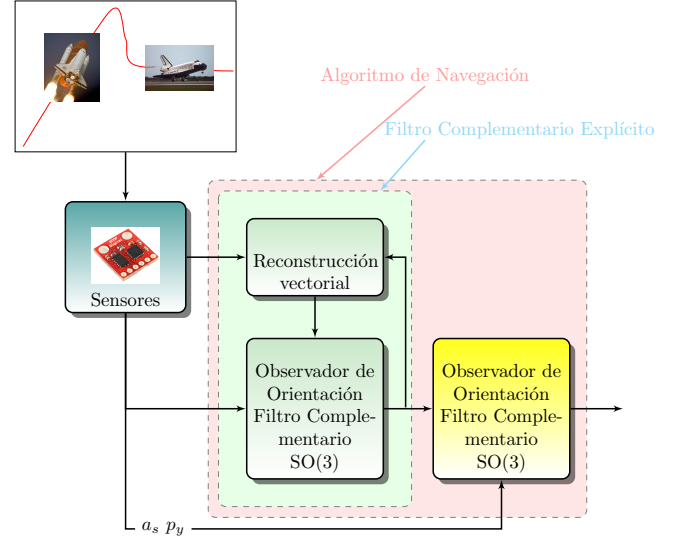 Algoritmo de Navegación
Filtro Complementario Explícito
Sensores
Reconstrucción
vectorial
Observador de
Orientación
Filtro Comple-
mentario
SO(3)
Observador de
Orientación
Filtro Comple-
mentario
SO(3)
a_s p_y